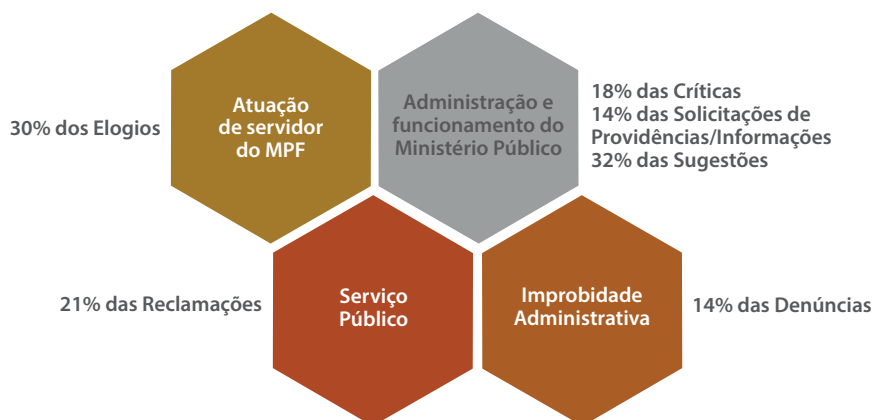 30% dos Elogios
Atuação
de servidor
do MPF
Administração e
funcionamento do
Ministério Público
18% das Críticas
14% das Solicitações de
Providências/Informações
32% das Sugestões
21% das Reclamações
Serviço
Público
Improbidade
Administrativa
14% das Denúncias